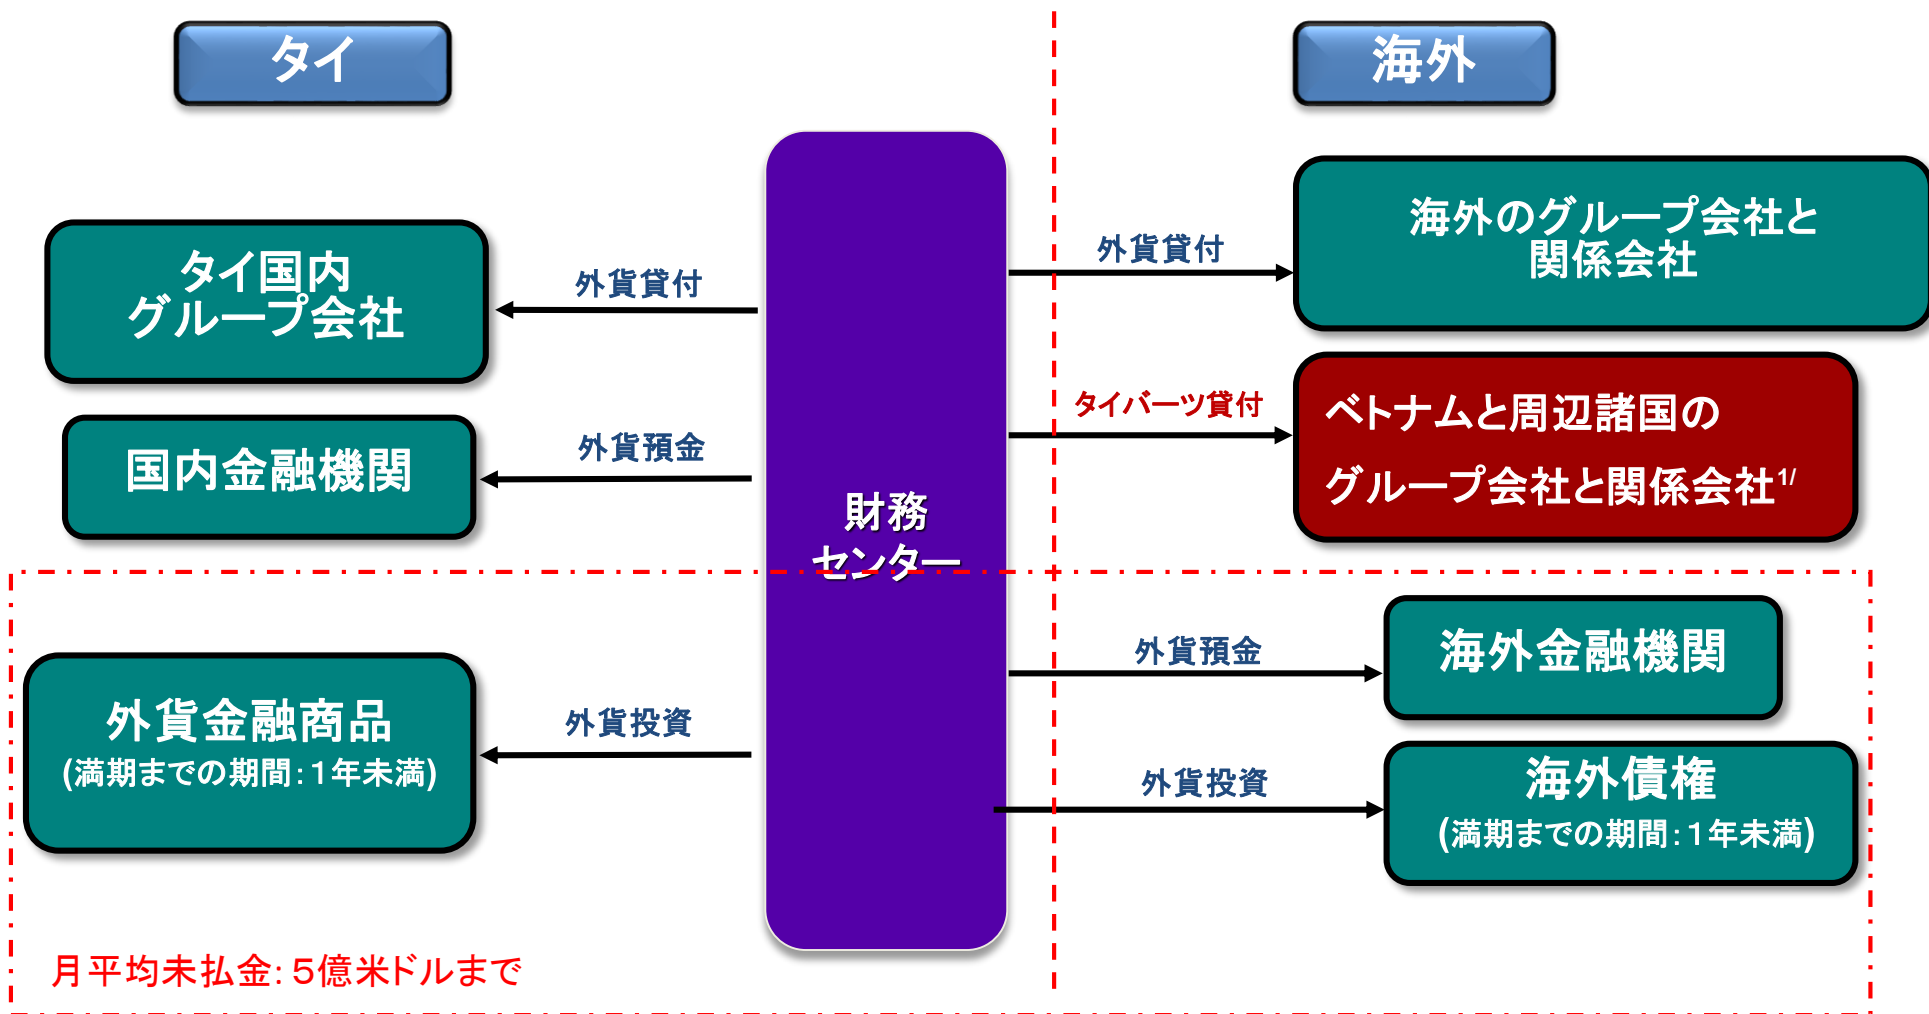 タイ
海外
タイ国内
グループ会社
外貨貸付
国内金融機関
外貨預金
財務
センター
外貨貸付
海外のグループ会社と
関係会社
タイバーツ貸付
ベトナムと周辺諸国の
グループ会社と関係会社1/
外貨金融商品
(満期までの期間:1年未満)
外貨投資
外貨預金
海外金融機関
外貨投資
海外債権
(満期までの期間:1年未満)
月平均未払金:5億米ドルまで